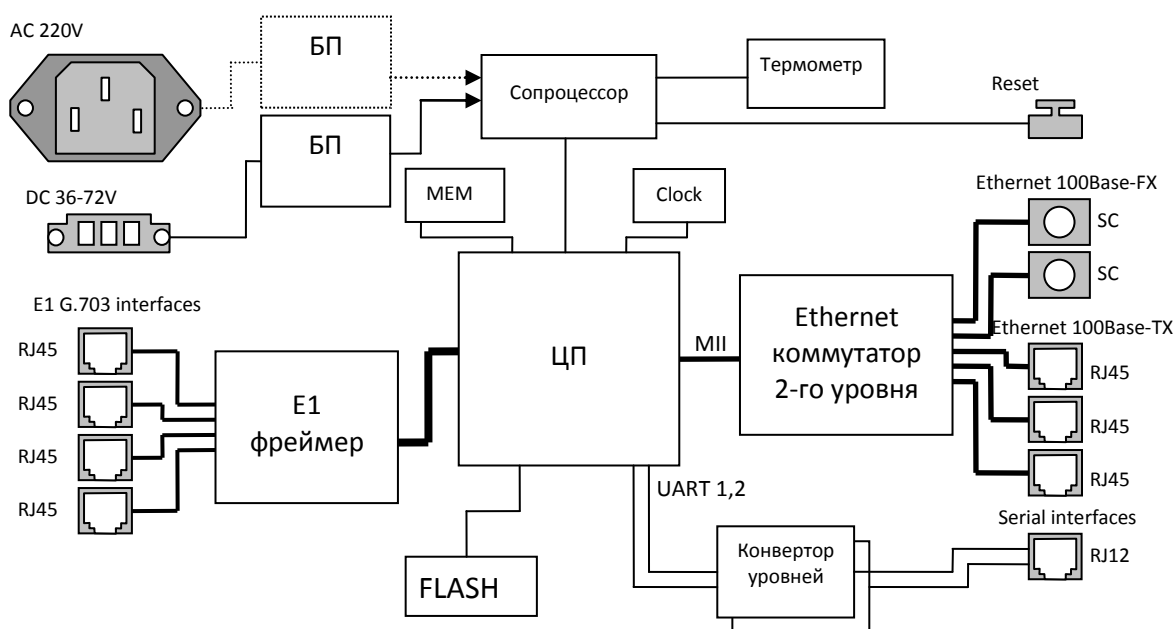 AC 220V
БП
Сопроцессор
Термометр
Reset
БП
DC 36-72V
MEM
Clock
Ethernet 100Base-FX
SC
SC
E1 G.703 interfaces
RJ45
RJ45
RJ45
RJ45
E1
фреймер
ЦП
MII
Ethernet
коммутатор
2-го уровня
Ethernet 100Base-TX
RJ45
RJ45
RJ45
UART 1,2
FLASH
Конвертор
уровней
Serial interfaces
RJ12